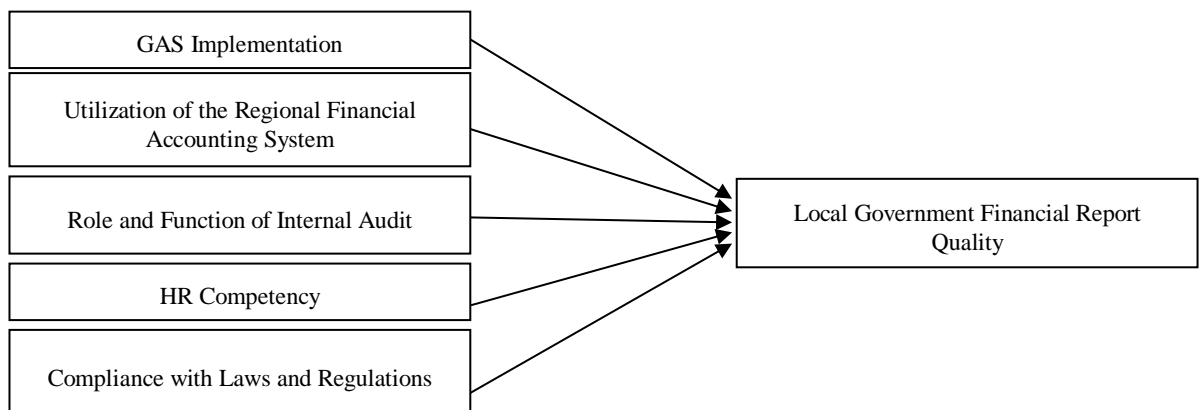 GAS Implementation
Utilization of the Regional Financial
Accounting System
Role and Function of Internal Audit
HR Competency
Compliance with Laws and Regulations
Local Government Financial Report
Quality